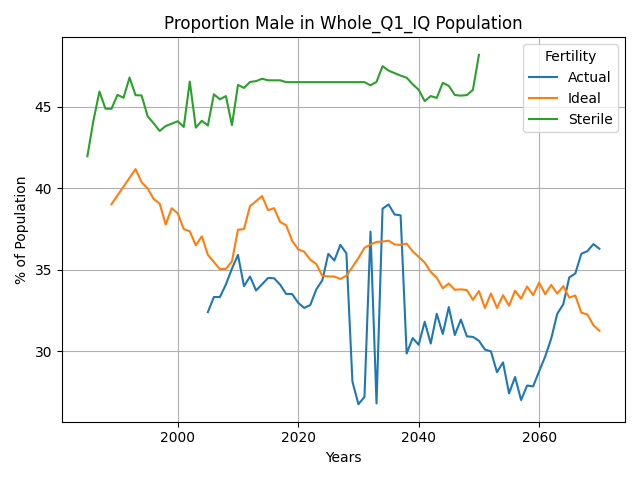 Proportion Male in Whole_Q1_IQ Population
Fertility
Actual
Ideal
Sterile
% of Population
45
40
35
30
2000
2020
2040
2060
Years